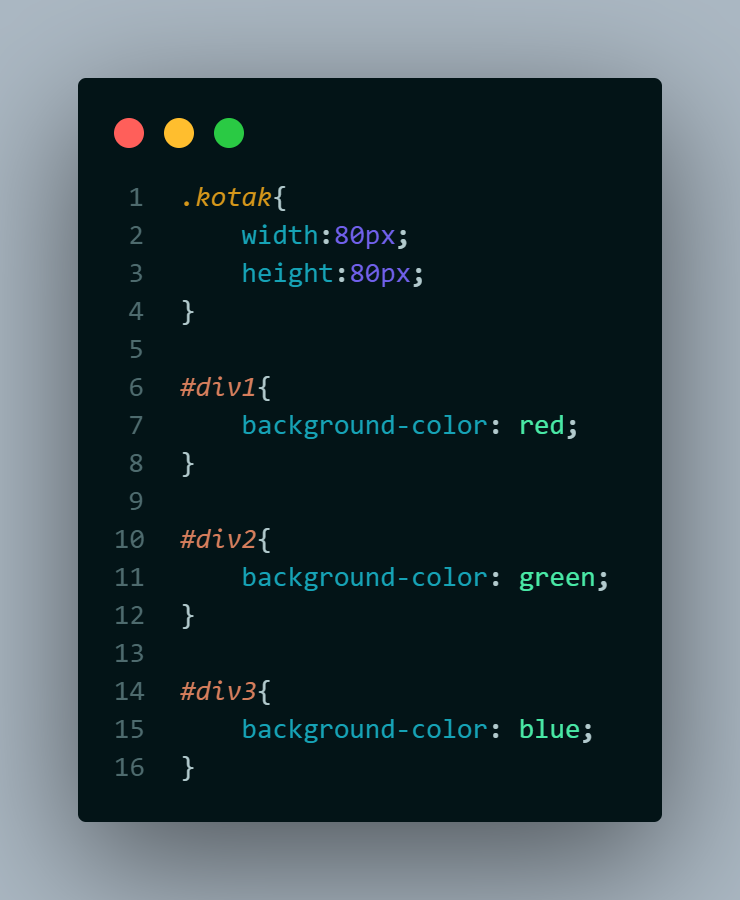 1 .kotak{
2     width:80px;
3     height:80px;
4 }
5
6 #div1{
7     background-color: red;
8 }
9
10 #div2{
11     background-color: green;
12 }
13
14 #div3{
15     background-color: blue;
16 }